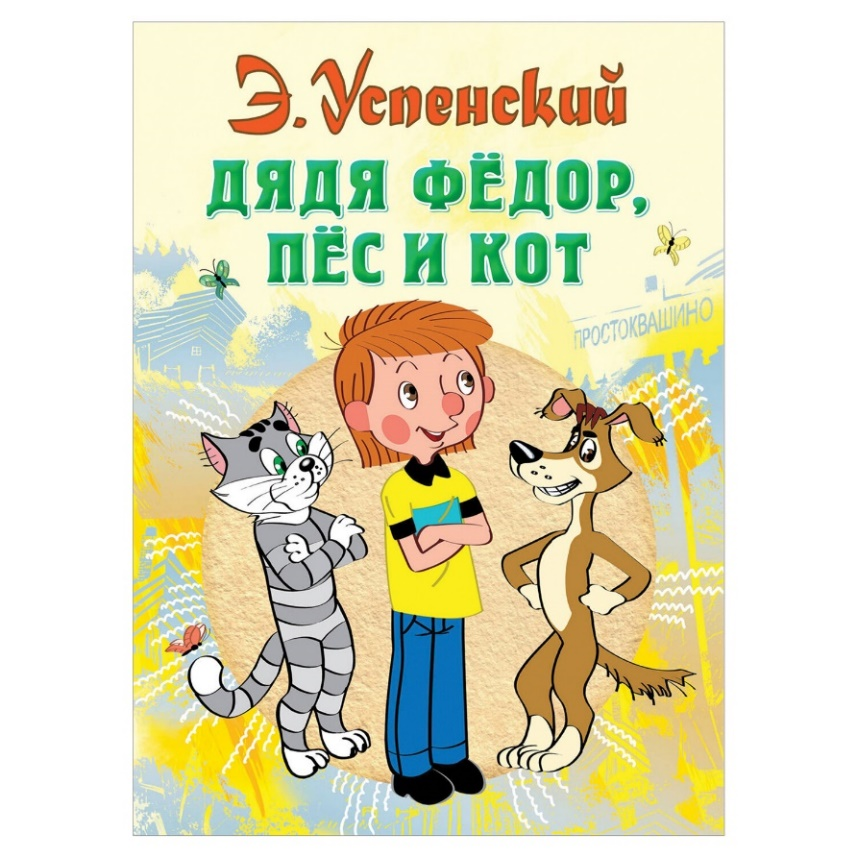 Э. Успенский
ДЯДЯ ФЁДОР,
ПЁС И КОТ
ПРОСТОКВАШИНО